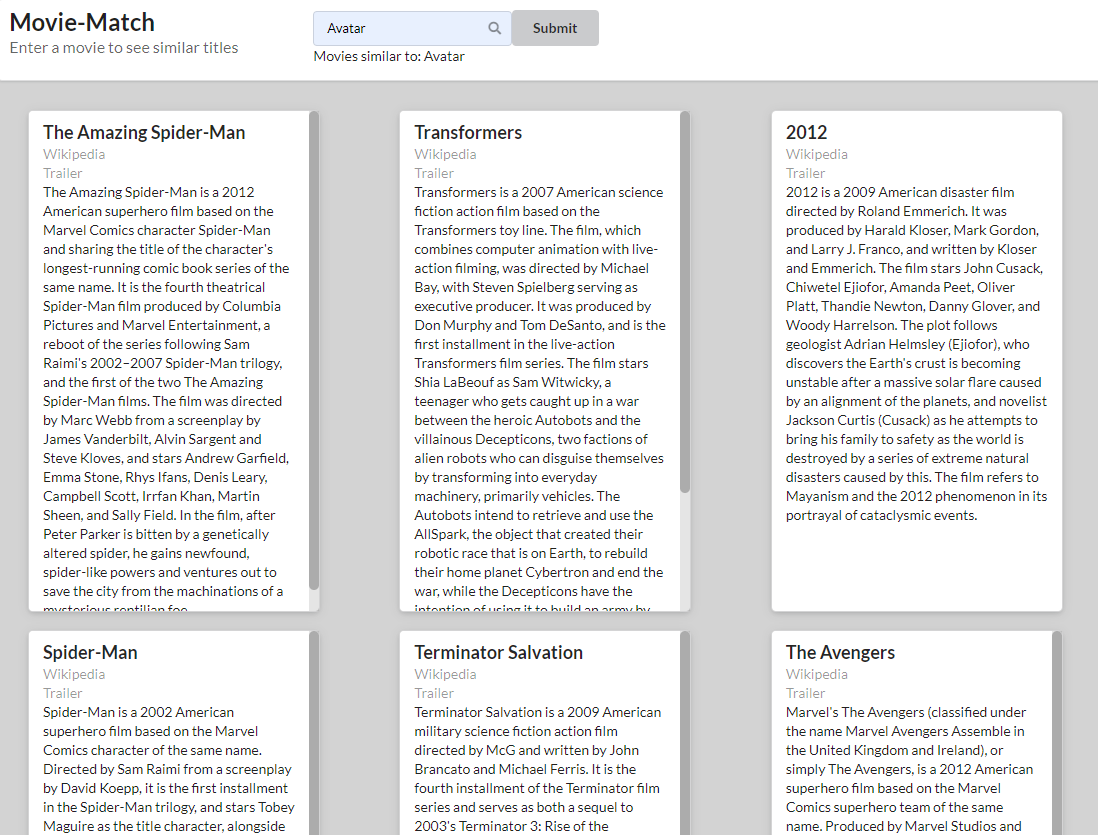 Movie-Match
Enter a movie to see similar titles
Avatar
Submit
Movies similar to: Avatar
The Amazing Spider-Man
Wikipedia
Trailer
The Amazing Spider-Man is a 2012
American superhero film based on the
Marvel Comics character Spider-Man
and sharing the title of the character's
longest-running comic book series of the
same name. It is the fourth theatrical
Spider-Man film produced by Columbia
Pictures and Marvel Entertainment, a
reboot of the series following Sam
Raimi's 2002–2007 Spider-Man trilogy,
and the first of the two The Amazing
Spider-Man films. The film was directed
by Marc Webb from a screenplay by
James Vanderbilt, Alvin Sargent and
Steve Kloves, and stars Andrew Garfield,
Emma Stone, Rhys Ifans, Denis Leary,
Campbell Scott, Irrfan Khan, Martin
Sheen, and Sally Field. In the film, after
Peter Parker is bitten by a genetically
altered spider, he gains newfound,
spider-like powers and ventures out to
save the city from the machinations of a
mysterious reptilian foe.
Transformers
Wikipedia
Trailer
Transformers is a 2007 American science
fiction action film based on the
Transformers toy line. The film, which
combines computer animation with live-
action filming, was directed by Michael
Bay, with Steven Spielberg serving as
executive producer. It was produced by
Don Murphy and Tom DeSanto, and is the
first installment in the live-action
Transformers film series. The film stars
Shia LaBeouf as Sam Witwicky, a
teenager who gets caught up in a war
between the heroic Autobots and the
villainous Decepticons, two factions of
alien robots who can disguise themselves
by transforming into everyday
machinery, primarily vehicles. The
Autobots intend to retrieve and use the
AllSpark, the object that created their
robotic race that is on Earth, to rebuild
their home planet Cybertron and end the
war, while the Decepticons have the
intention of using it to build an army by
2012
Wikipedia
Trailer
2012 is a 2009 American disaster film
directed by Roland Emmerich. It was
produced by Harald Kloser, Mark Gordon,
and Larry J. Franco, and written by Kloser
and Emmerich. The film stars John Cusack,
Chiwetel Ejiofor, Amanda Peet, Oliver
Platt, Thandie Newton, Danny Glover, and
Woody Harrelson. The plot follows
geologist Adrian Helmsley (Ejiofor), who
discovers the Earth's crust is becoming
unstable after a massive solar flare caused
by an alignment of the planets, and novelist
Jackson Curtis (Cusack) as he attempts to
bring his family to safety as the world is
destroyed by a series of extreme natural
disasters caused by this. The film refers to
Mayanism and the 2012 phenomenon in its
portrayal of cataclysmic events.
Spider-Man
Wikipedia
Trailer
Spider-Man is a 2002 American
superhero film based on the Marvel
Comics character of the same name.
Directed by Sam Raimi from a screenplay
by David Koepp, it is the first installment
in the Spider-Man trilogy, and stars Tobey
Maguire as the title character, alongside
Terminator Salvation
Wikipedia
Trailer
Terminator Salvation is a 2009 American
military science fiction action film
directed by McG and written by John
Brancato and Michael Ferris. It is the
fourth installment of the Terminator film
series and serves as both a sequel to
2003's Terminator 3: Rise of the
The Avengers
Wikipedia
Trailer
Marvel's The Avengers (classified under
the name Marvel Avengers Assemble in
the United Kingdom and Ireland), or
simply The Avengers, is a 2012 American
superhero film based on the Marvel
Comics superhero team of the same
name. Produced by Marvel Studios and